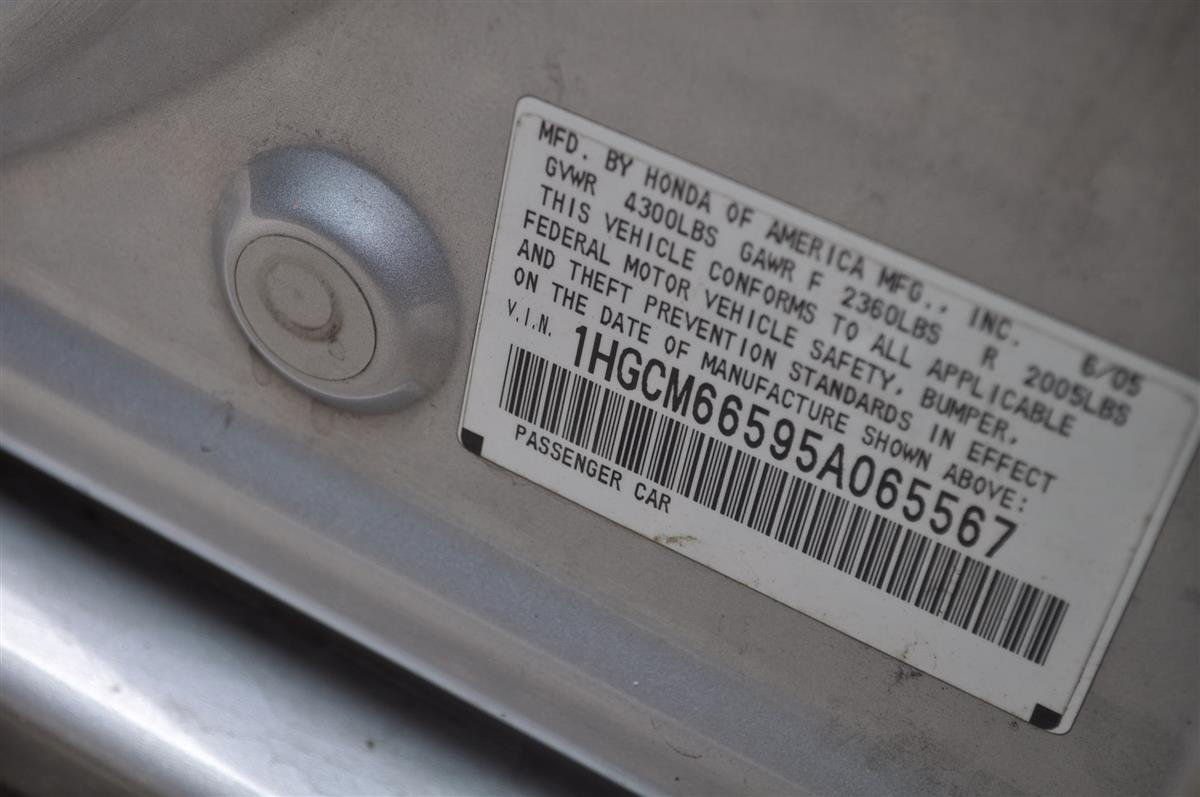 MFD. BY HONDA OF AMERICA MFG., INC. 6/05
GVWR 4300LBS GAWR F 2360LBS R 2005LBS
THIS VEHICLE CONFORMS TO ALL APPLICABLE
FEDERAL MOTOR VEHICLE SAFETY, BUMPER,
AND THEFT PREVENTION STANDARDS IN EFFECT
ON THE DATE OF MANUFACTURE SHOWN ABOVE:
V.I.N. 1HGCM66595A065567
PASSENGER CAR